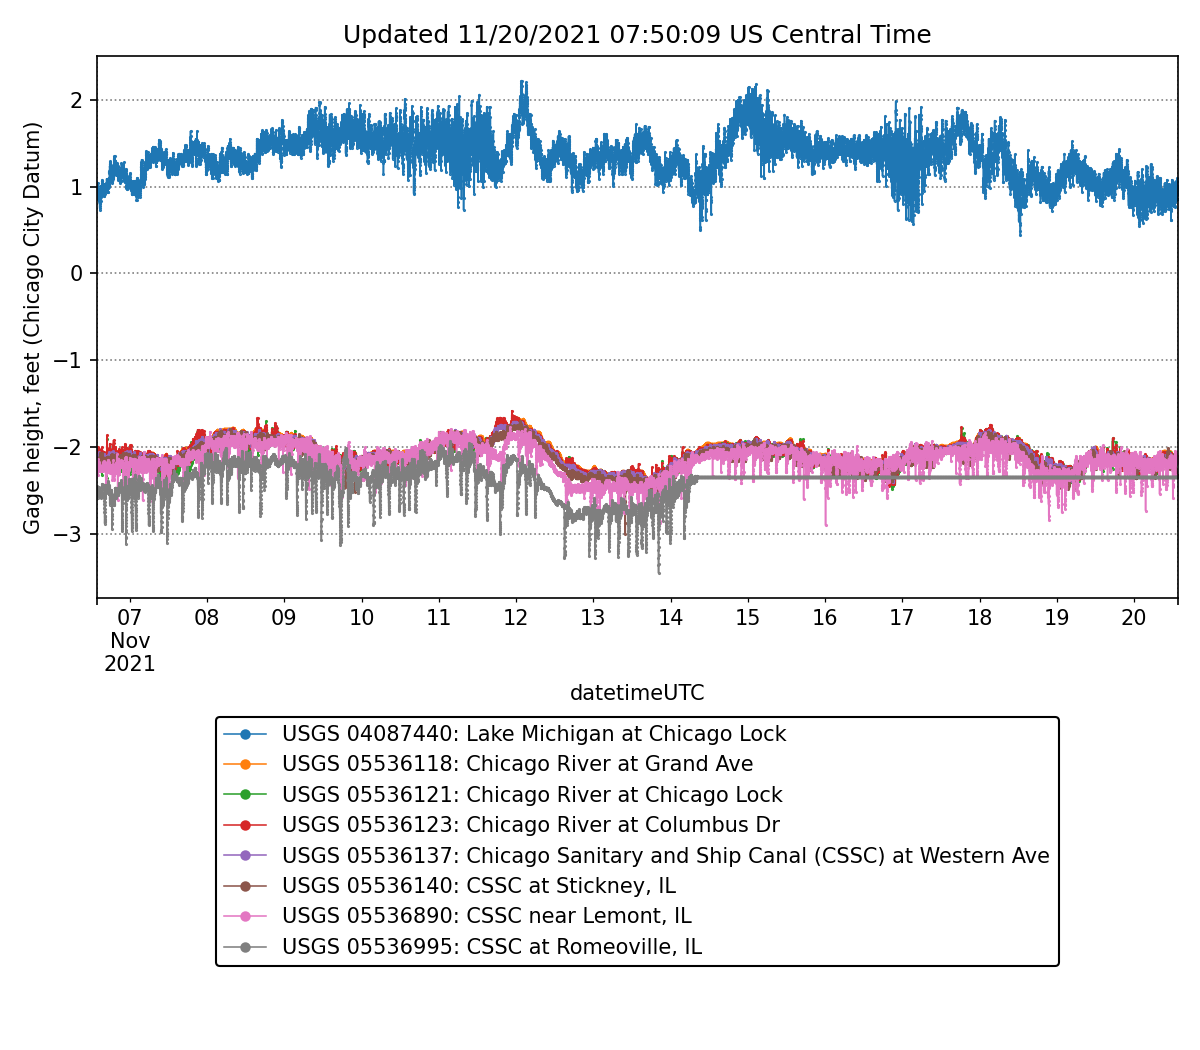 Updated 11/20/2021 07:50:09 US Central Time
Gage height, feet (Chicago City Datum)
2
1
0
−1
−2
−3
07 08 09 10 11 12 13 14 15 16 17 18 19 20
Nov
2021
datetimeUTC
USGS 04087440: Lake Michigan at Chicago Lock
USGS 05536118: Chicago River at Grand Ave
USGS 05536121: Chicago River at Chicago Lock
USGS 05536123: Chicago River at Columbus Dr
USGS 05536137: Chicago Sanitary and Ship Canal (CSSC) at Western Ave
USGS 05536140: CSSC at Stickney, IL
USGS 05536890: CSSC near Lemont, IL
USGS 05536995: CSSC at Romeoville, IL